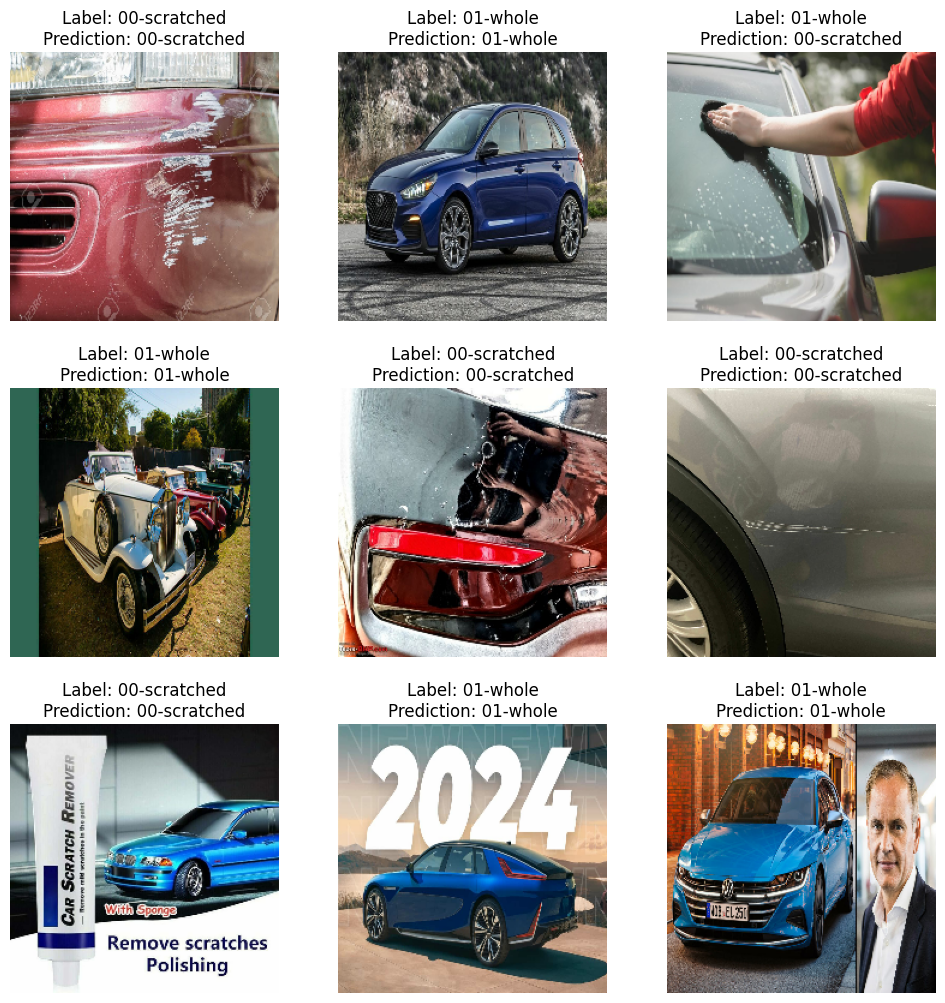 Label: 00-scratched
Prediction: 00-scratched
Label: 01-whole
Prediction: 01-whole
Label: 01-whole
Prediction: 00-scratched
Label: 01-whole
Prediction: 01-whole
Label: 00-scratched
Prediction: 00-scratched
Label: 00-scratched
Prediction: 00-scratched
Label: 00-scratched
Prediction: 00-scratched
CAR SCRATCH REMOVER
With Sponge
Remove scratches
Polishing
Label: 01-whole
Prediction: 01-whole
2024
Label: 01-whole
Prediction: 01-whole